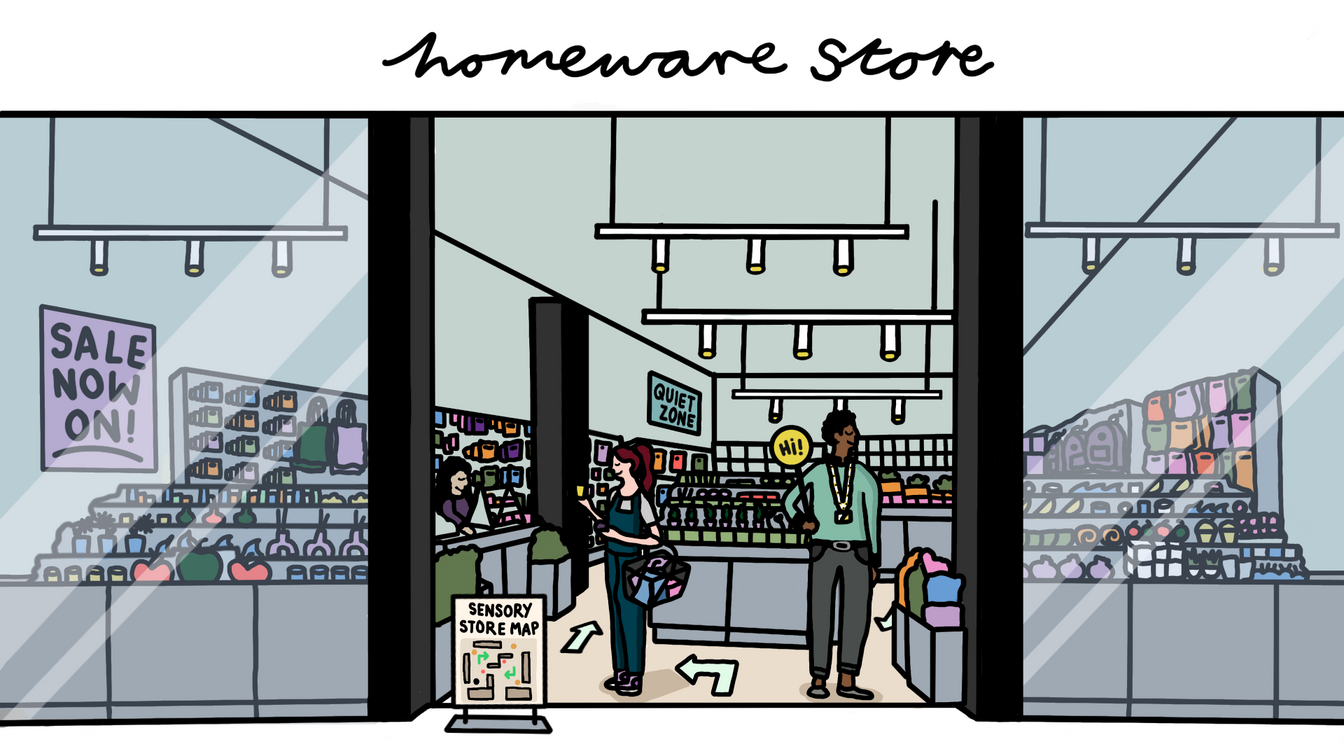 homeware store
SALE
NOW
ON!
QUIET
ZONE
Hi!
SENSORY
STORE MAP